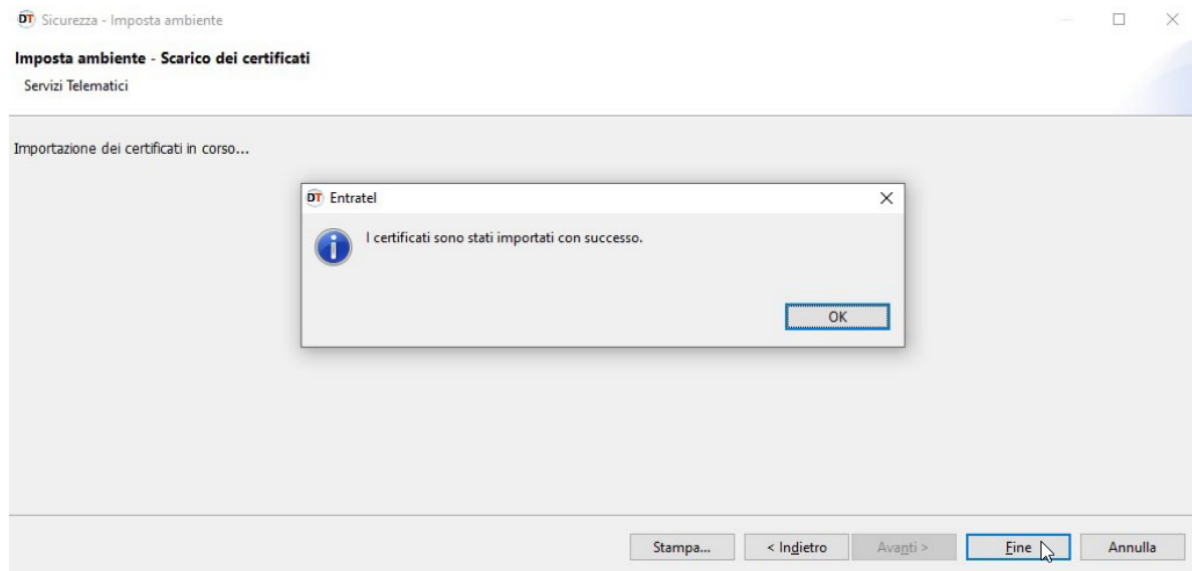 DT Sicurezza - Imposta ambiente
Imposta ambiente - Scarico dei certificati
Servizi Telematici
Importazione dei certificati in corso...
DT Entratel
I certificati sono stati importati con successo.
OK
Stampa... < Indietro Avanti > Fine Annulla